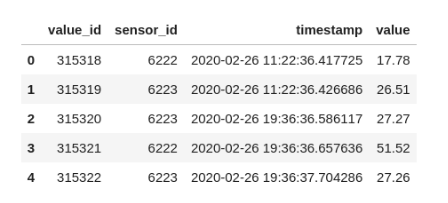 value_id sensor_id timestamp value
0 315318 6222 2020-02-26 11:22:36.417725 17.78
1 315319 6223 2020-02-26 11:22:36.426686 26.51
2 315320 6223 2020-02-26 19:36:36.586117 27.27
3 315321 6222 2020-02-26 19:36:36.657636 51.52
4 315322 6223 2020-02-26 19:36:37.704286 27.26